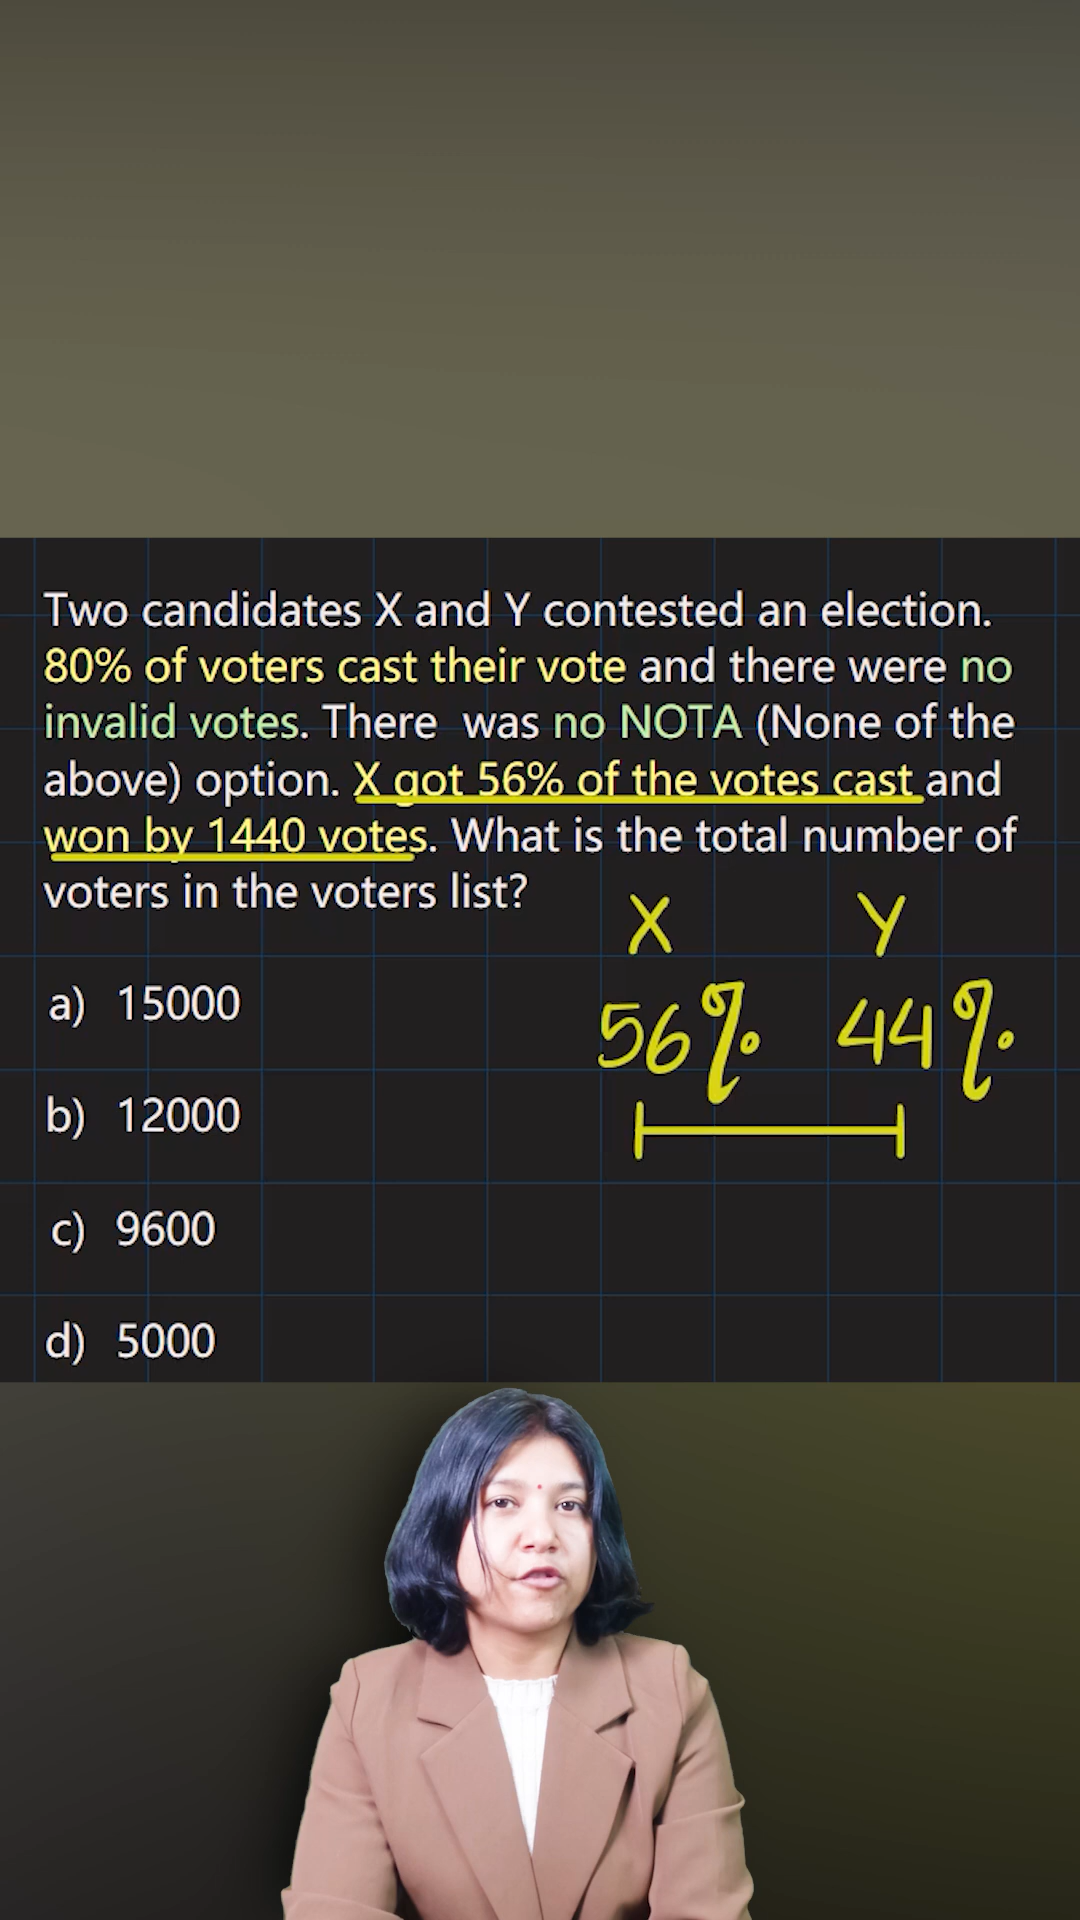 Two candidates X and Y contested an election.
80% of voters cast their vote and there were no
invalid votes. There was no NOTA (None of the
above) option. X got 56% of the votes cast and
won by 1440 votes. What is the total number of
voters in the voters list?
X Y
56% 44%
a) 15000
b) 12000
c) 9600
d) 5000